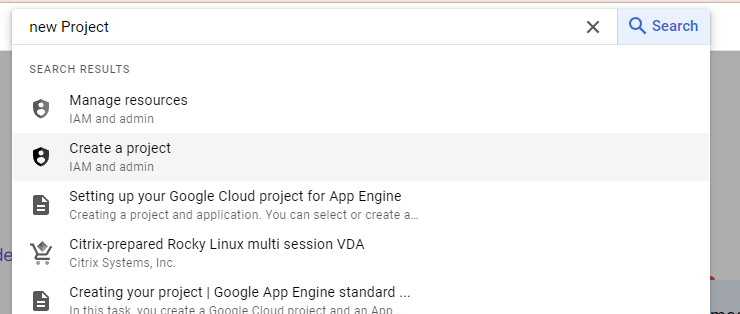 new Project
Search
SEARCH RESULTS
Manage resources
IAM and admin
Create a project
IAM and admin
Setting up your Google Cloud project for App Engine
Creating a project and application. You can select or create a...
Citrix-prepared Rocky Linux multi session VDA
Citrix Systems, Inc.
Creating your project | Google App Engine standard ...
In this task, you create a Google Cloud project and an App